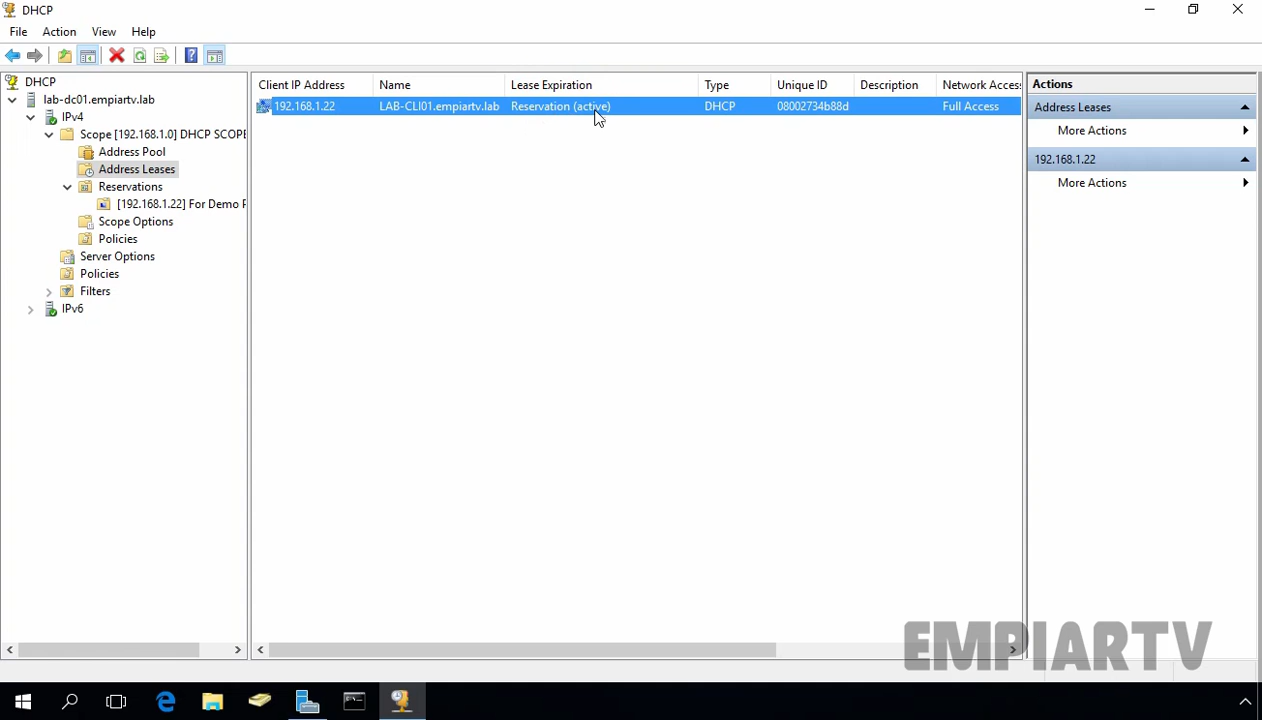 DHCP
File Action View Help
DHCP
lab-dc01.empiartv.lab
IPv4
Scope [192.168.1.0] DHCP SCOPE
Address Pool
Address Leases
Reservations
[192.168.1.22] For Demo
Scope Options
Policies
Server Options
Policies
Filters
IPv6
Client IP Address Name Lease Expiration Type Unique ID Description Network Access
192.168.1.22 LAB-CLI01.empiartv.lab Reservation (active) DHCP 08002734b88d Full Access
Actions
Address Leases
More Actions
192.168.1.22
More Actions
EMPIARTV